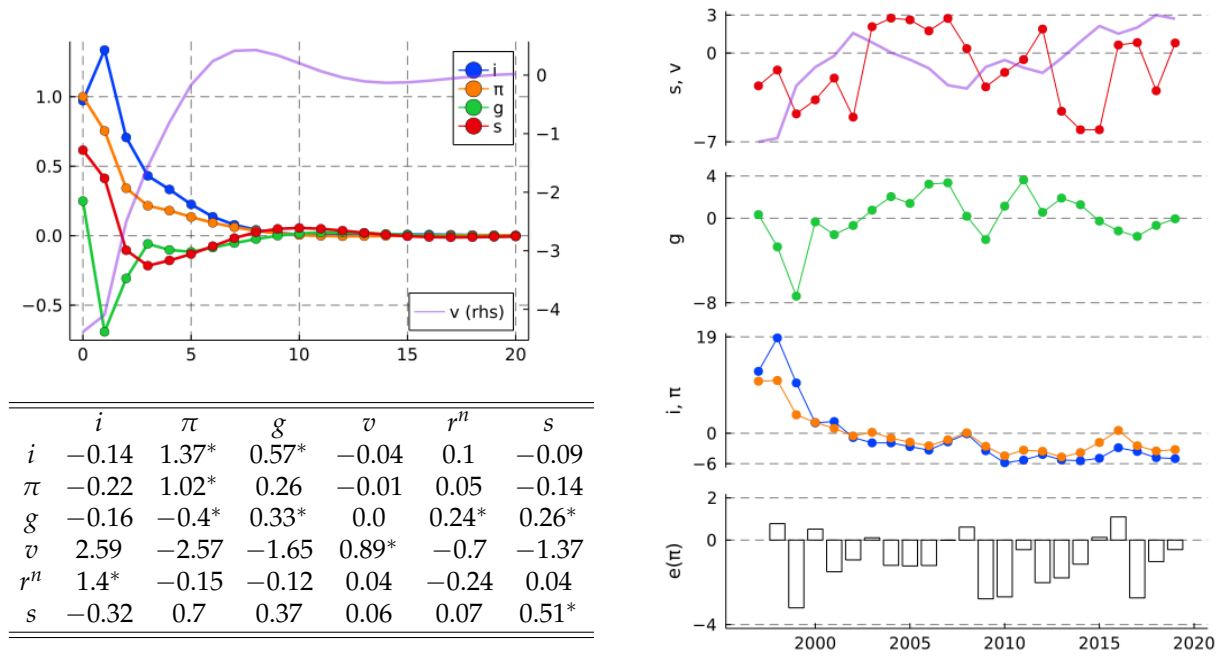 1.0
0.5
0.0
−0.5
0
5
10
15
20
0
−1
−2
−3
−4
i
π
g
s
v (rhs)
i π g v rⁿ s
i −0.14 1.37* 0.57* −0.04 0.1 −0.09
π −0.22 1.02* 0.26 −0.01 0.05 −0.14
g −0.16 −0.4* 0.33* 0.0 0.24* 0.26*
v 2.59 −2.57 −1.65 0.89* −0.7 −1.37
rⁿ 1.4* −0.15 −0.12 0.04 −0.24 0.04
s −0.32 0.7 0.37 0.06 0.07 0.51*
s, v
3
0
−7
g
4
0
−8
i, π
19
0
−6
e(π)
2
0
−4
2000
2005
2010
2015
2020